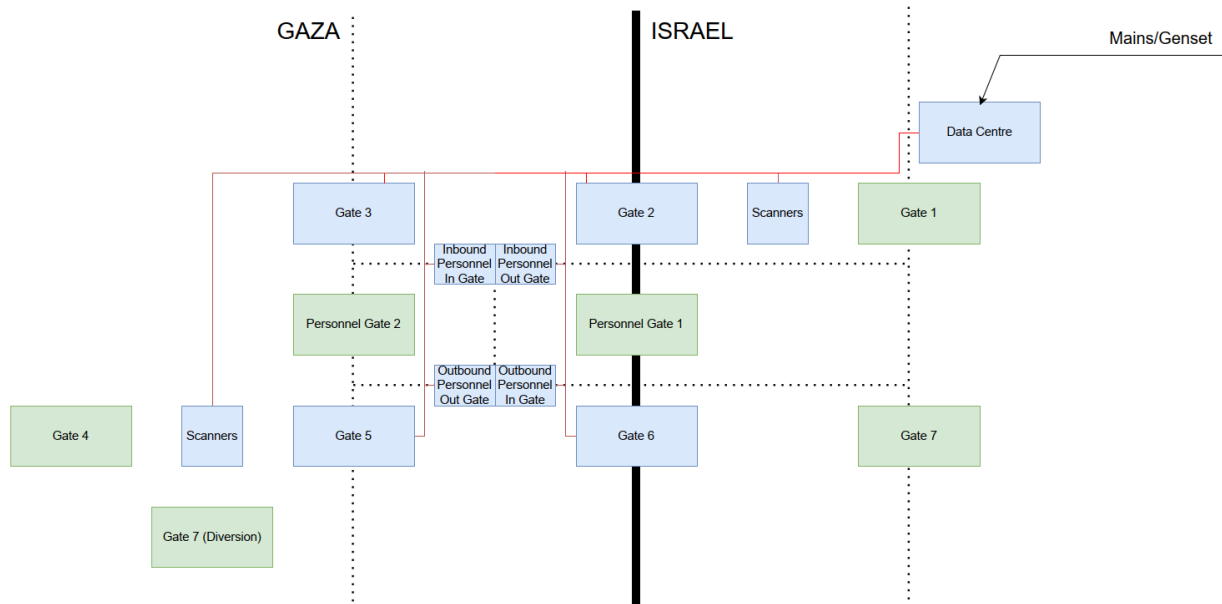 GAZA
ISRAEL
Mains/Genset
Data Centre
Gate 3
Gate 2
Scanners
Gate 1
Inbound
Personnel
In Gate
Inbound
Personnel
Out Gate
Personnel Gate 2
Personnel Gate 1
Outbound
Personnel
Out Gate
Outbound
Personnel
In Gate
Gate 4
Scanners
Gate 5
Gate 6
Gate 7
Gate 7 (Diversion)